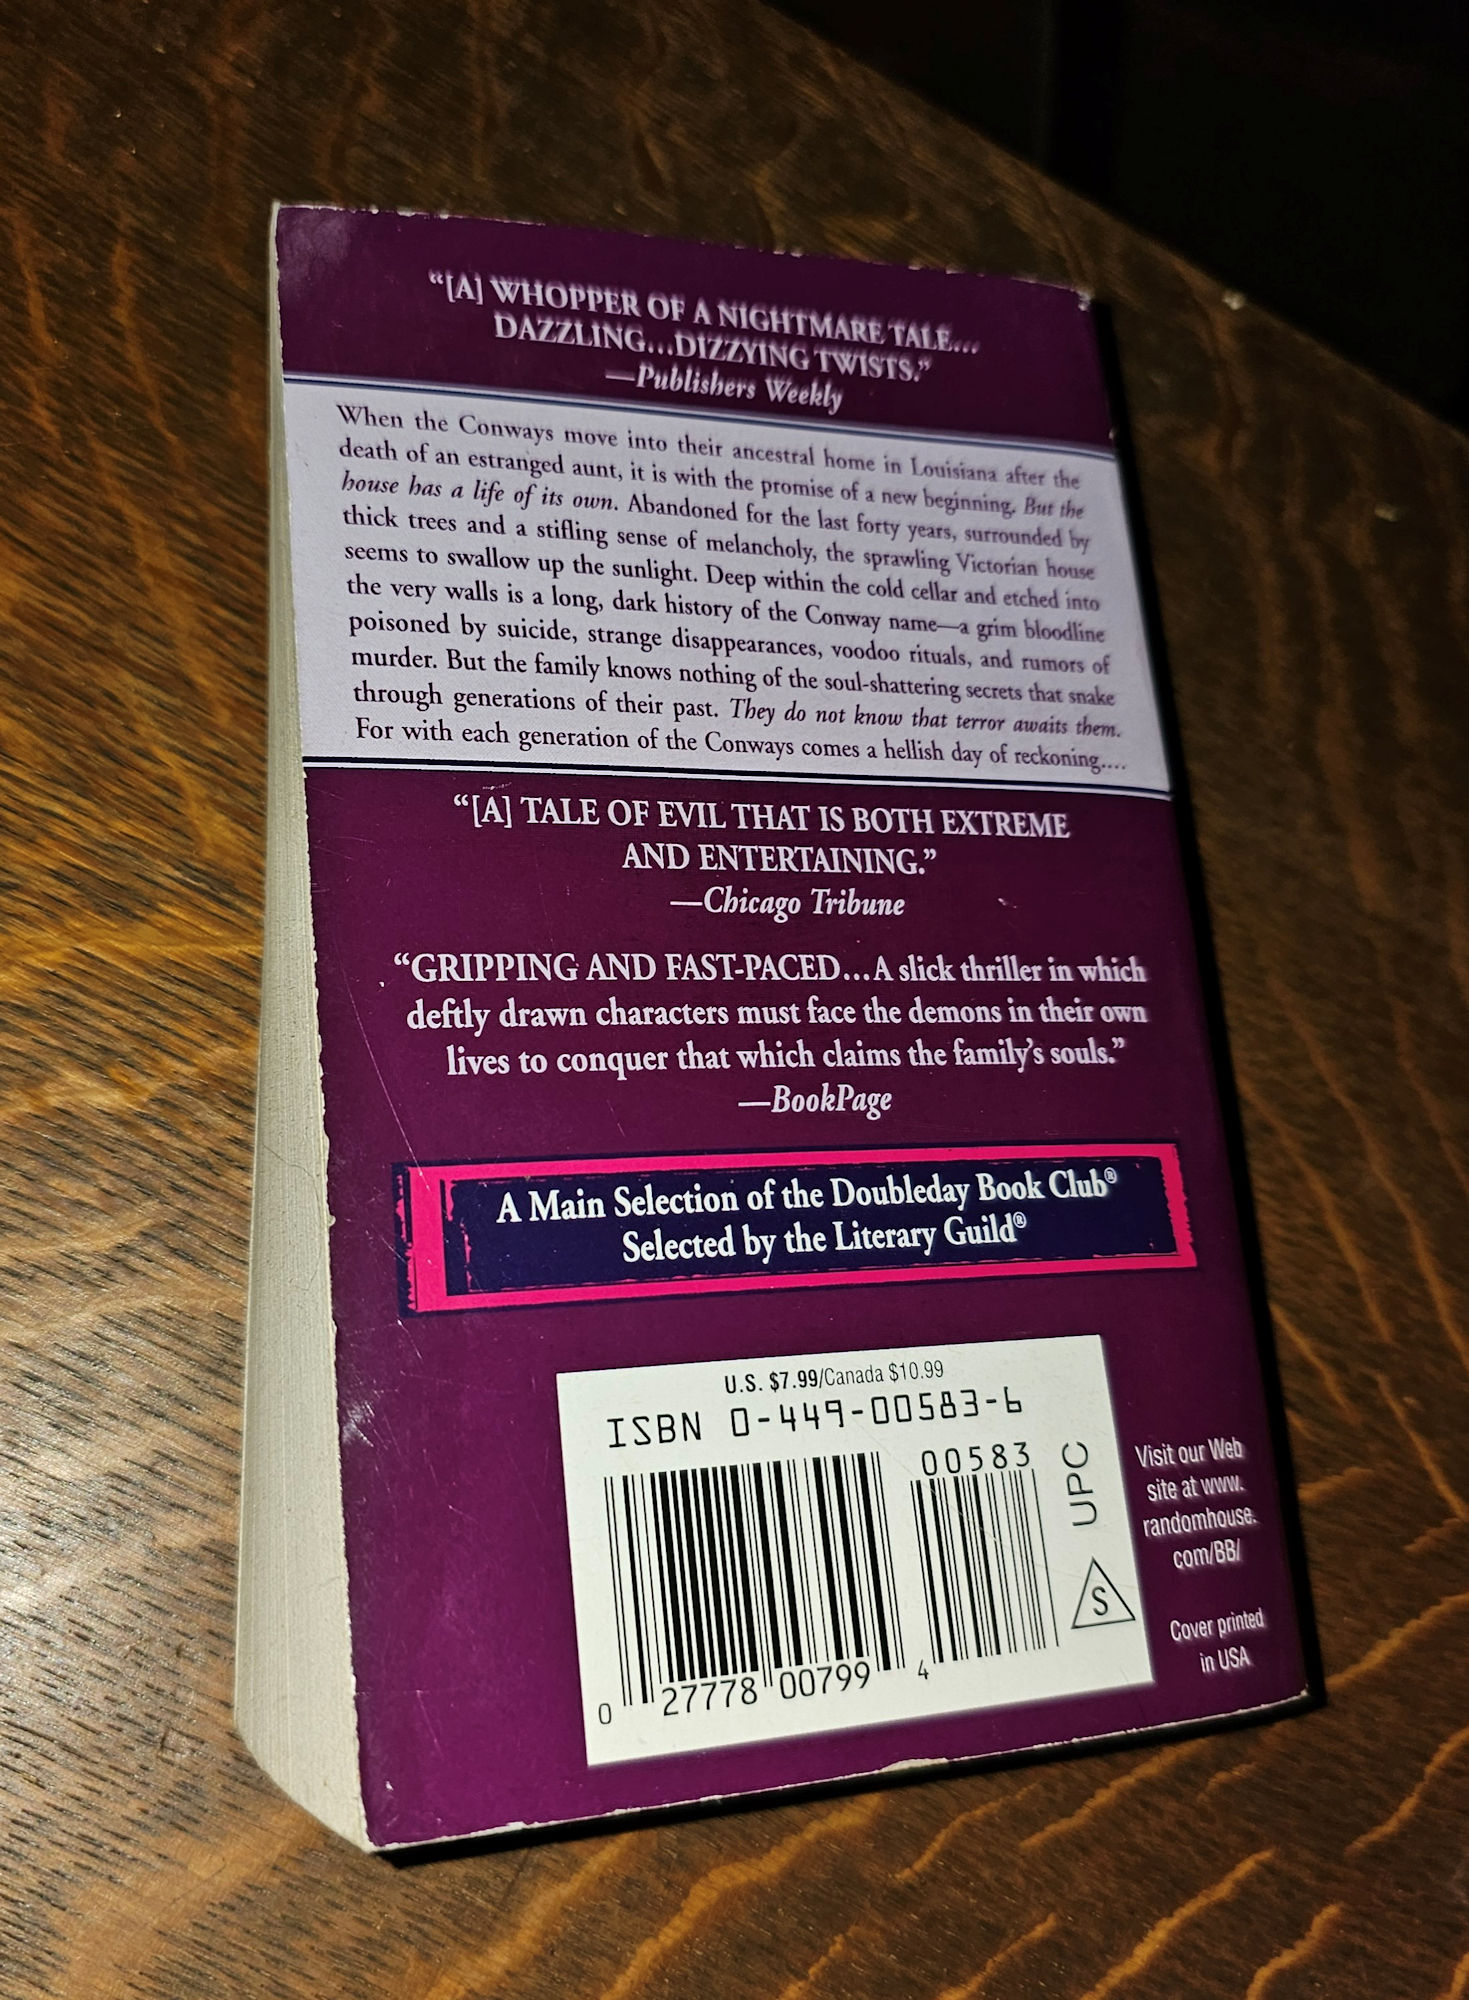 “[A] WHOPPER OF A NIGHTMARE TALE...
DAZZLING...DIZZYING TWISTS.”
—Publishers Weekly
When the Conways move into their ancestral home in Louisiana after the
death of an estranged aunt, it is with the promise of a new beginning. But the
house has a life of its own. Abandoned for the last forty years, surrounded by
thick trees and a stifling sense of melancholy, the sprawling Victorian house
seems to swallow up the sunlight. Deep within the cold cellar and etched into
the very walls is a long, dark history of the Conway name—a grim bloodline
poisoned by suicide, strange disappearances, voodoo rituals, and rumors of
murder. But the family knows nothing of the soul-shattering secrets that snake
through generations of their past. They do not know that terror awaits them.
For with each generation of the Conways comes a hellish day of reckoning....
“[A] TALE OF EVIL THAT IS BOTH EXTREME
AND ENTERTAINING.”
—Chicago Tribune
“GRIPPING AND FAST-PACED...A slick thriller in which
deftly drawn characters must face the demons in their own
lives to conquer that which claims the family’s souls.”
—BookPage
A Main Selection of the Doubleday Book Club®
Selected by the Literary Guild®
U.S. $7.99/Canada $10.99
ISBN 0-449-00583-6
00583
UPC
S
0 27778 00799 4
Visit our Web
site at www.
randomhouse.
com/BB/
Cover printed
in USA